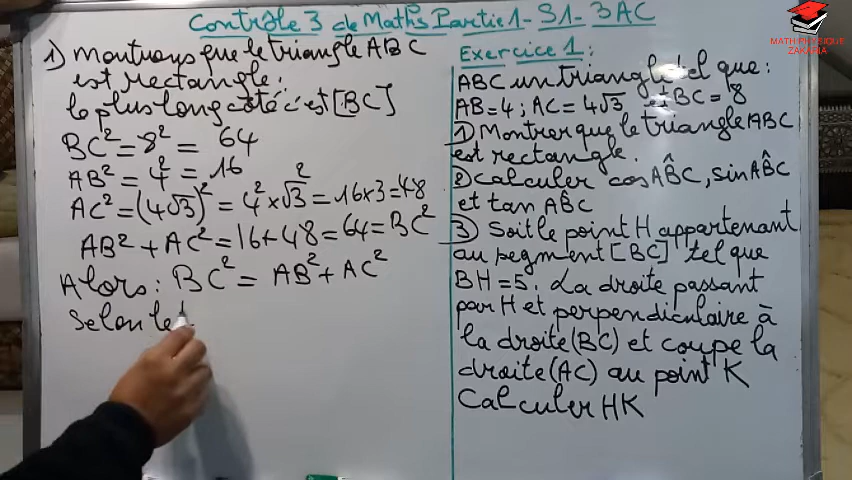 Contrôle 3 de Maths Partie 1 - S1 - 3AC
MATH PHYSIQUE
ZAKARIA
1) Montrons que le triangle ABC
est rectangle.
le plus long côté c'est [BC]
BC² = 8² = 64
AB² = 4² = 16
AC² = (4√3)² = 4² × √3² = 16×3 = 48
AB² + AC² = 16 + 48 = 64 = BC²
Alors : BC² = AB² + AC²
Selon le
Exercice 1 :
ABC un triangle tel que :
AB = 4 ; AC = 4√3 et BC = 8
1) Montrer que le triangle ABC
est rectangle.
2) Calculer cos AB̂C, sin AB̂C
et tan AB̂C
3) Soit le point H appartenant
au segment [BC] tel que
BH = 5. La droite passant
par H et perpendiculaire à
la droite (BC) et coupe la
droite (AC) au point K
Calculer HK